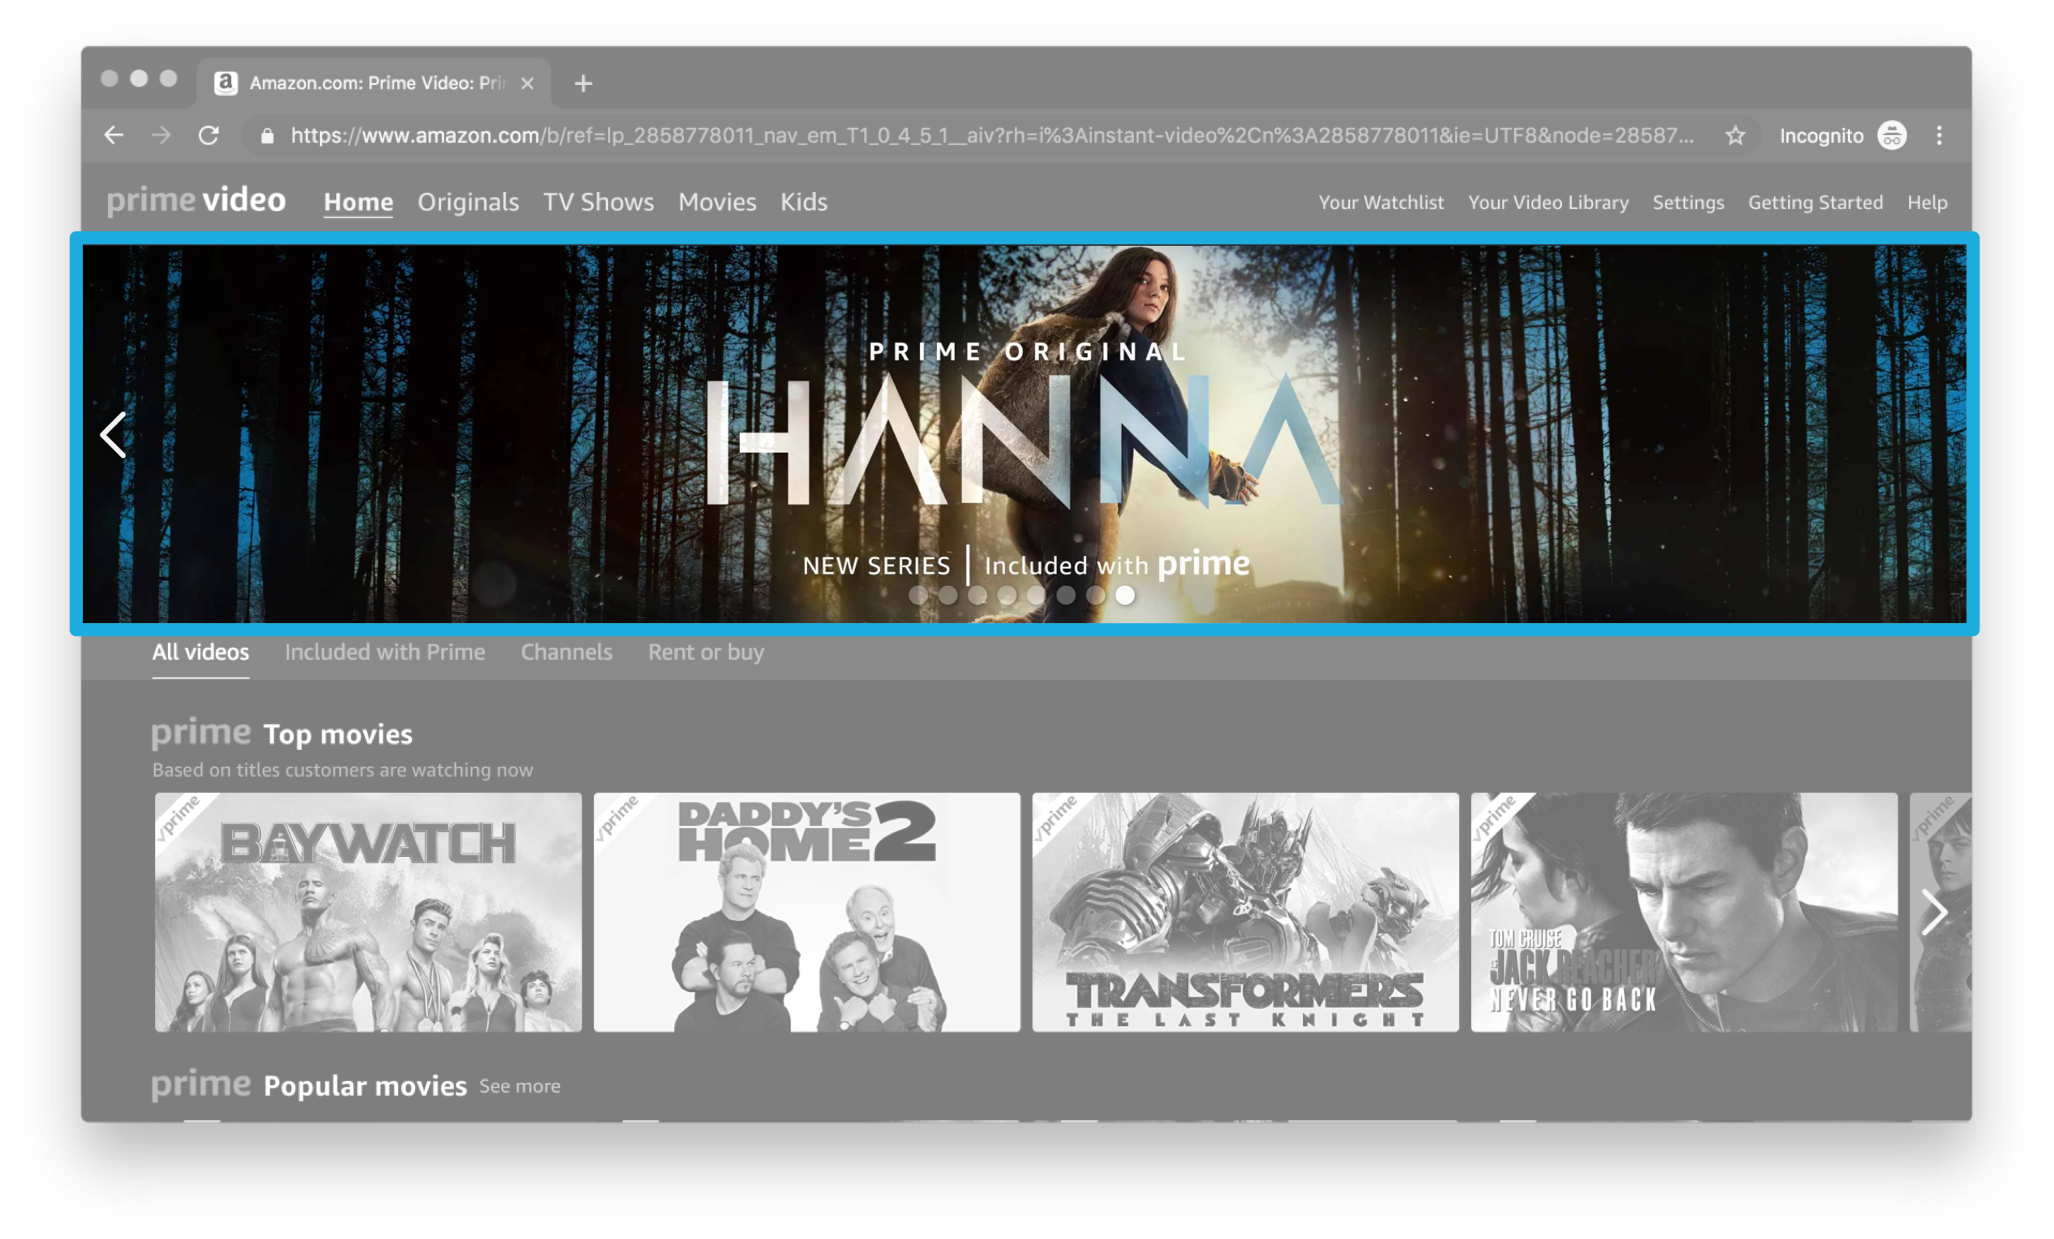 Amazon.com: Prime Video: Pri
https://www.amazon.com/b/ref=lp_2858778011_nav_em_T1_0_4_5_1__aiv?rh=i%3Ainstant-video%2Cn%3A2858778011&ie=UTF8&node=28587... Incognito
prime video Home Originals TV Shows Movies Kids Your Watchlist Your Video Library Settings Getting Started Help
PRIME ORIGINAL
HANNA
NEW SERIES | Included with prime
All videos Included with Prime Channels Rent or buy
prime Top movies
Based on titles customers are watching now
prime
BAYWATCH
prime
DADDY'S
HOME 2
prime
TRANSFORMERS
THE LAST KNIGHT
prime
TOM CRUISE
IS
JACK REACHER
NEVER GO BACK
prime
prime Popular movies See more